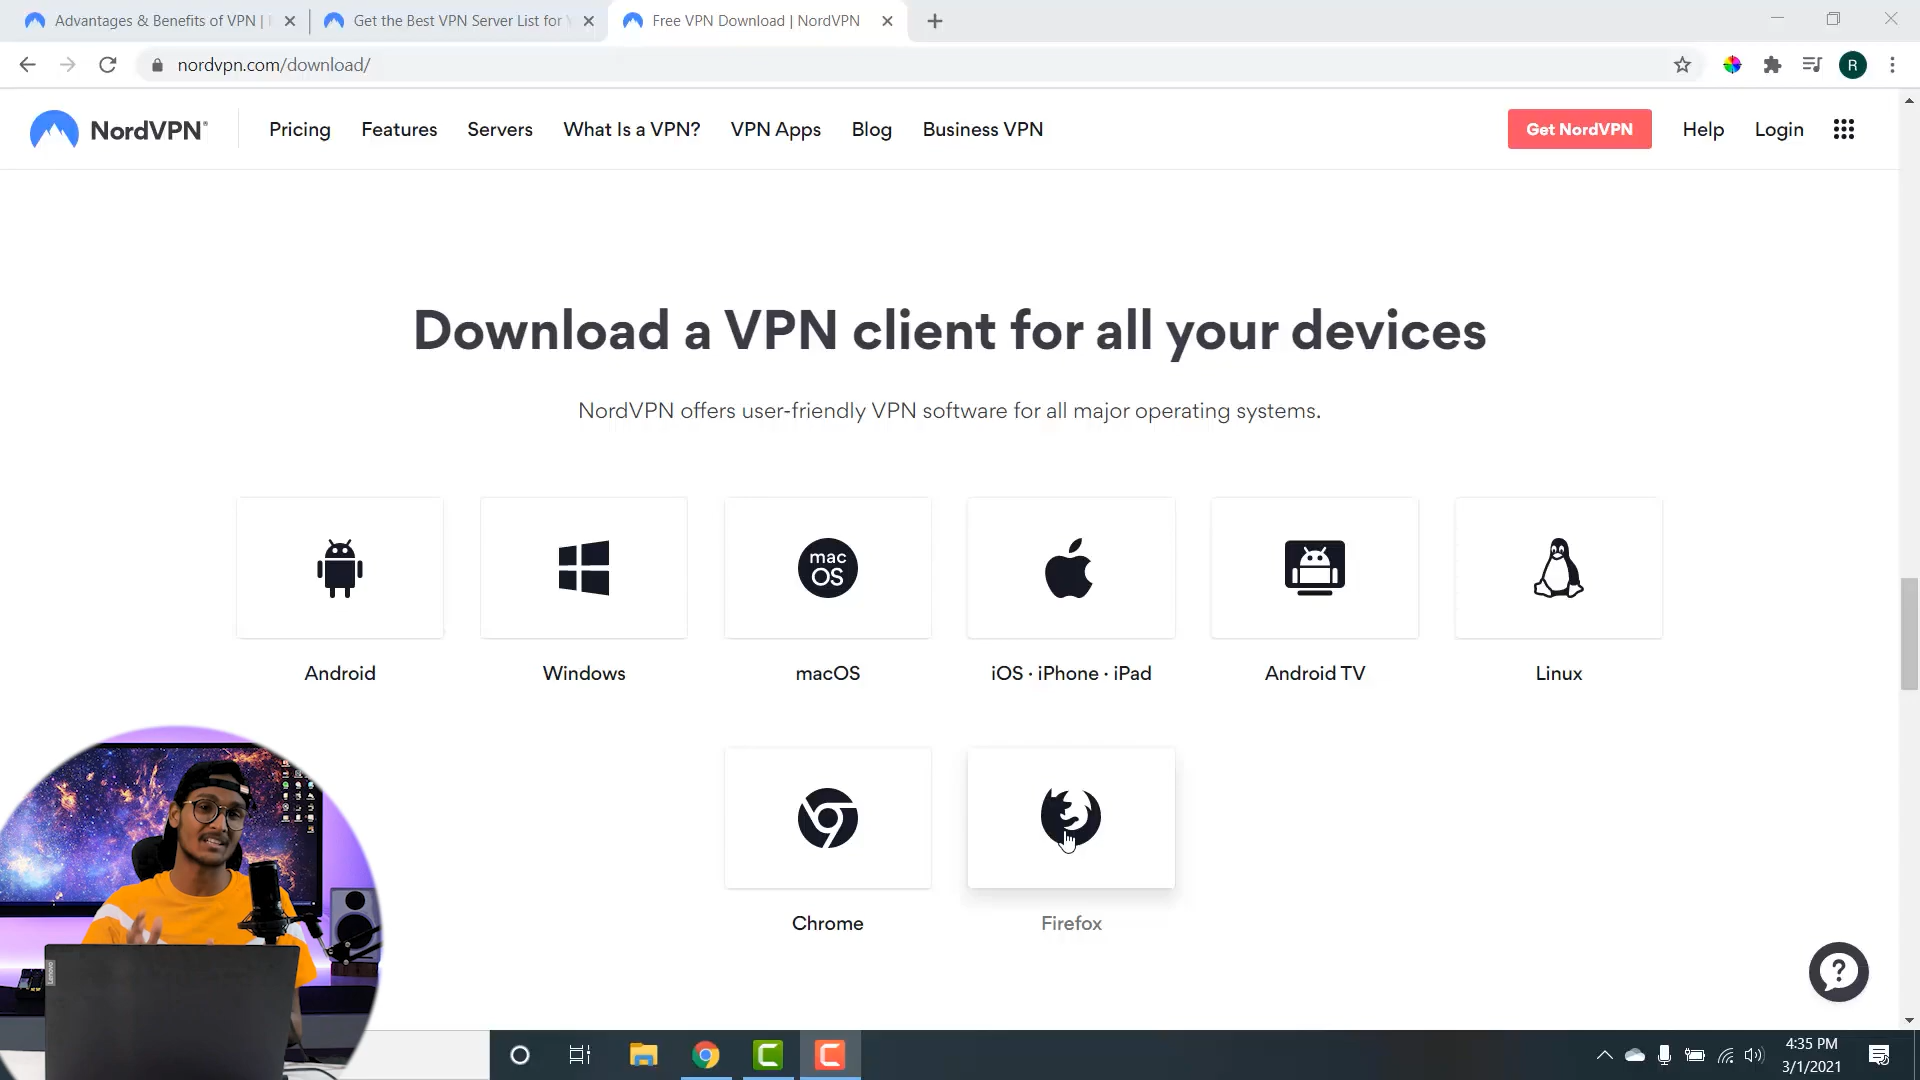 Advantages & Benefits of VPN |
Get the Best VPN Server List for
Free VPN Download | NordVPN
nordvpn.com/download/
R
NordVPN®
Pricing
Features
Servers
What Is a VPN?
VPN Apps
Blog
Business VPN
Get NordVPN
Help
Login
Download a VPN client for all your devices
NordVPN offers user-friendly VPN software for all major operating systems.
mac
OS
Android
Windows
macOS
iOS · iPhone · iPad
Android TV
Linux
Chrome
Firefox
Lenovo
4:35 PM
3/1/2021